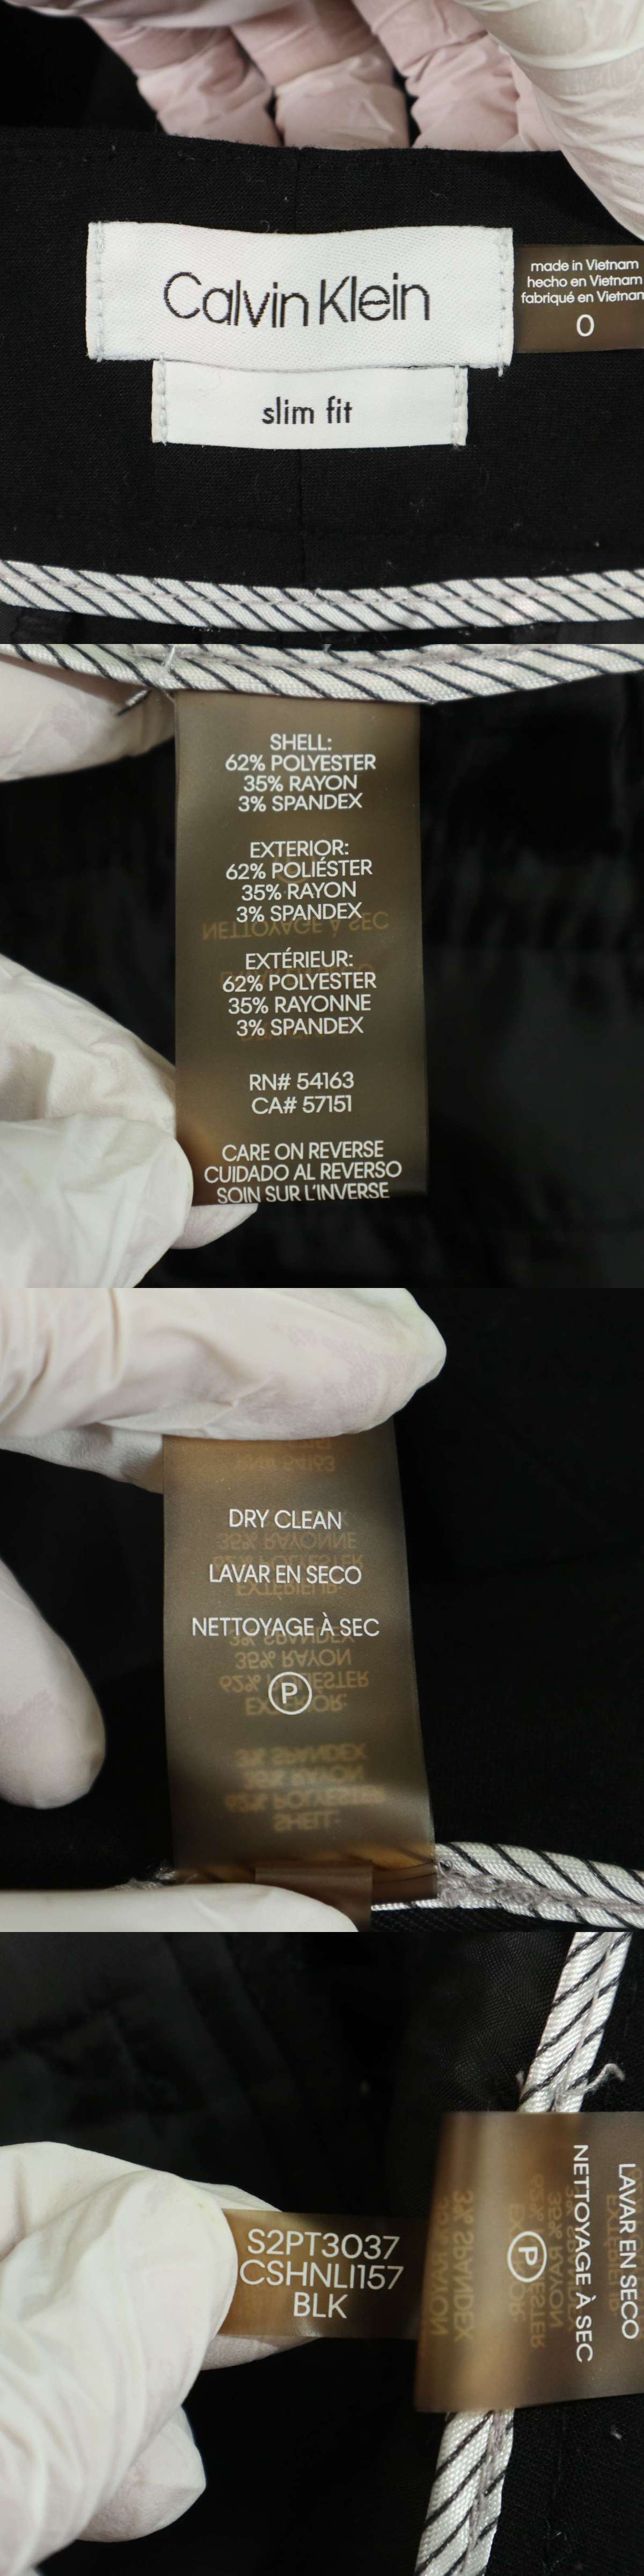 Calvin Klein
slim fit
made in Vietnam
hecho en Vietnam
fabriqué en Vietnam
0
SHELL:
62% POLYESTER
35% RAYON
3% SPANDEX
EXTERIOR:
62% POLIÉSTER
35% RAYON
3% SPANDEX
EXTÉRIEUR:
62% POLYESTER
35% RAYONNE
3% SPANDEX
RN# 54163
CA# 57151
CARE ON REVERSE
CUIDADO AL REVERSO
SOIN SUR L'INVERSE
DRY CLEAN
LAVAR EN SECO
NETTOYAGE À SEC
P
S2PT3037
CSHNLI157
BLK
LAVAR EN SECO
NETTOYAGE À SEC
P